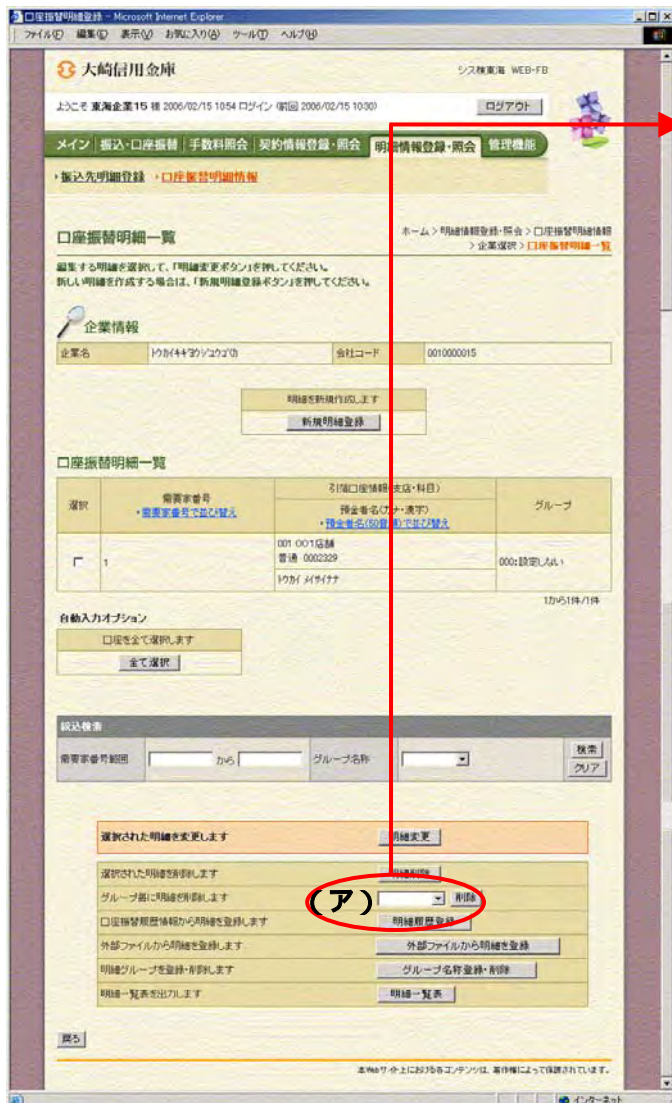 口座振替明細登録 - Microsoft Internet Explorer
ファイル(F) 編集(E) 表示(V) お気に入り(A) ツール(T) ヘルプ(H)
大崎信用金庫
シス検東海 WEB-FB
ようこそ 東海企業15 様 2006/02/15 1054 ログイン (前回 2006/02/15 1030)
ログアウト
メイン 振込・口座振替 手数料照会 契約情報登録・照会 明細情報登録・照会 管理機能
振込先明細登録 口座振替明細情報
口座振替明細一覧
ホーム > 明細情報登録・照会 > 口座振替明細情報
> 企業選択 > 口座振替明細一覧
編集する明細を選択して、「明細変更ボタン」を押してください。
新しい明細を作成する場合は、「新規明細登録ボタン」を押してください。
企業情報
企業名
会社コード 0010000015
明細を新規作成します
新規明細登録
口座振替明細一覧
選択
需要家番号
・需要家番号で並び替え
引落口座情報(支店・科目)
預金者名(カナ・漢字)
・預金者名(50音順)で並び替え
グループ
1
001 001店舗
普通 0002329
トウカイ メイサイナナ
000:設定しない
1から1件/1件
自動入力オプション
口座を全て選択します
全て選択
絞込検索
需要家番号範囲 から グループ名称
検索
クリア
選択された明細を変更します 明細変更
選択された明細を削除します 明細削除
グループ毎に明細を削除します (ア) 削除
口座振替履歴情報から明細を登録します 明細履歴登録
外部ファイルから明細を登録します 外部ファイルから明細を登録
明細グループを登録・削除します グループ名称登録・削除
明細一覧表を出力します 明細一覧表
戻る
本Webサイト上における各コンテンツは、著作権によって保護されています。
インターネット